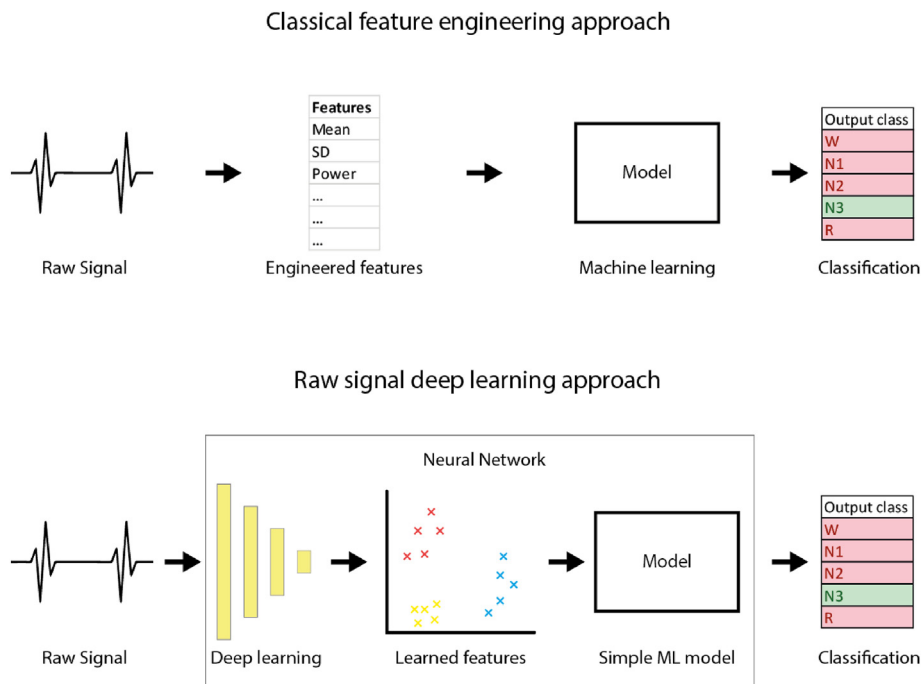 Classical feature engineering approach
Features
Mean
SD
Power
...
...
...
Model
Output class
W
N1
N2
N3
R
Raw Signal
Engineered features
Machine learning
Classification
Raw signal deep learning approach
Neural Network
Model
Output class
W
N1
N2
N3
R
Raw Signal
Deep learning
Learned features
Simple ML model
Classification